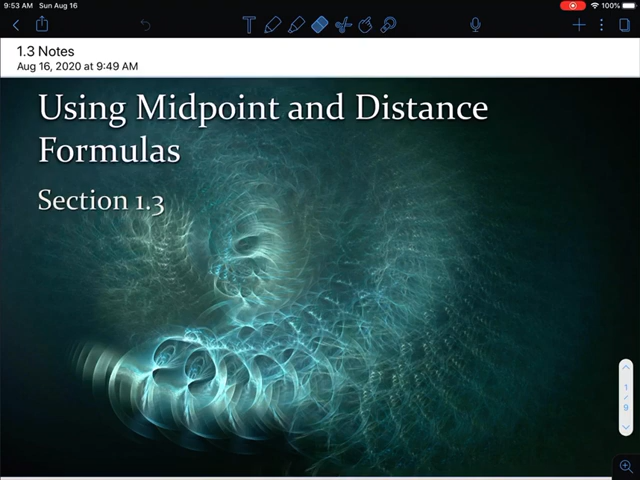 9:53 AM Sun Aug 16
100%
1.3 Notes
Aug 16, 2020 at 9:49 AM
Using Midpoint and Distance
Formulas
Section 1.3
1
/
9